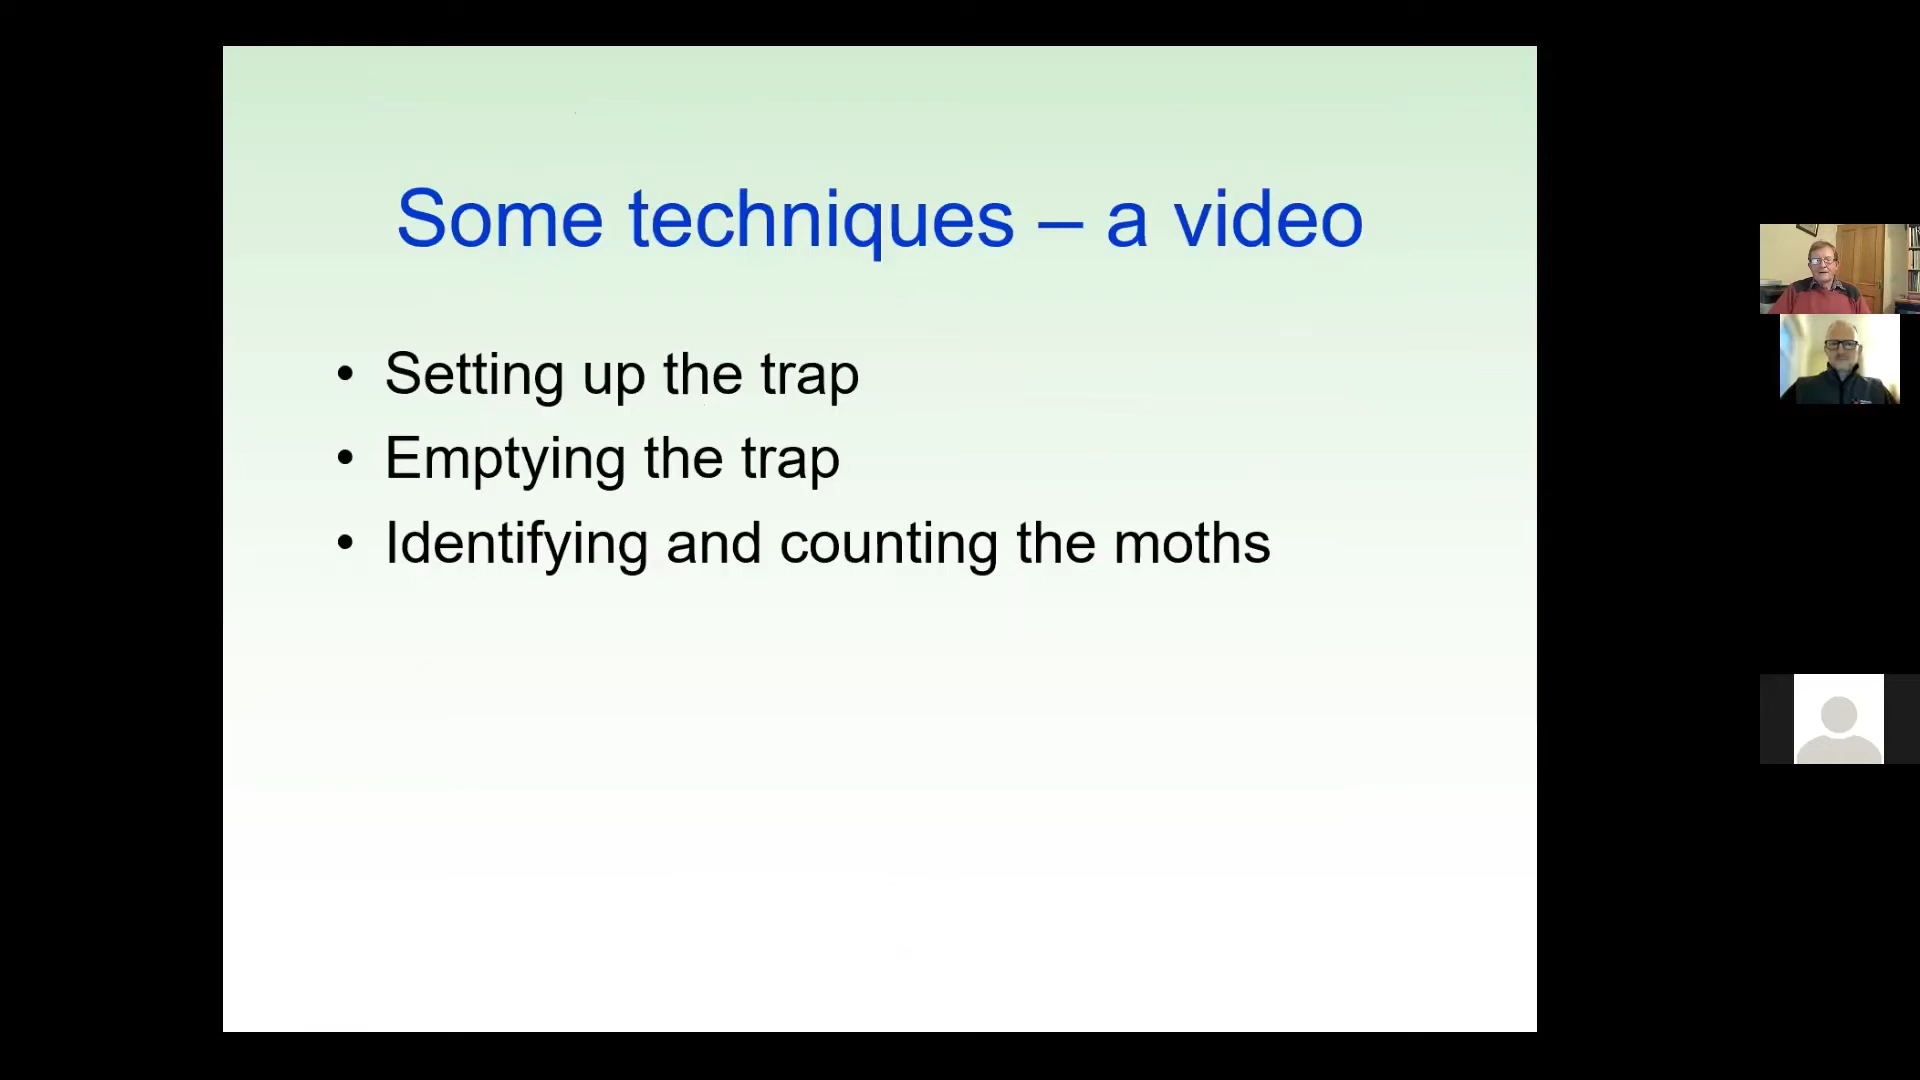 Some techniques – a video
• Setting up the trap
• Emptying the trap
• Identifying and counting the moths